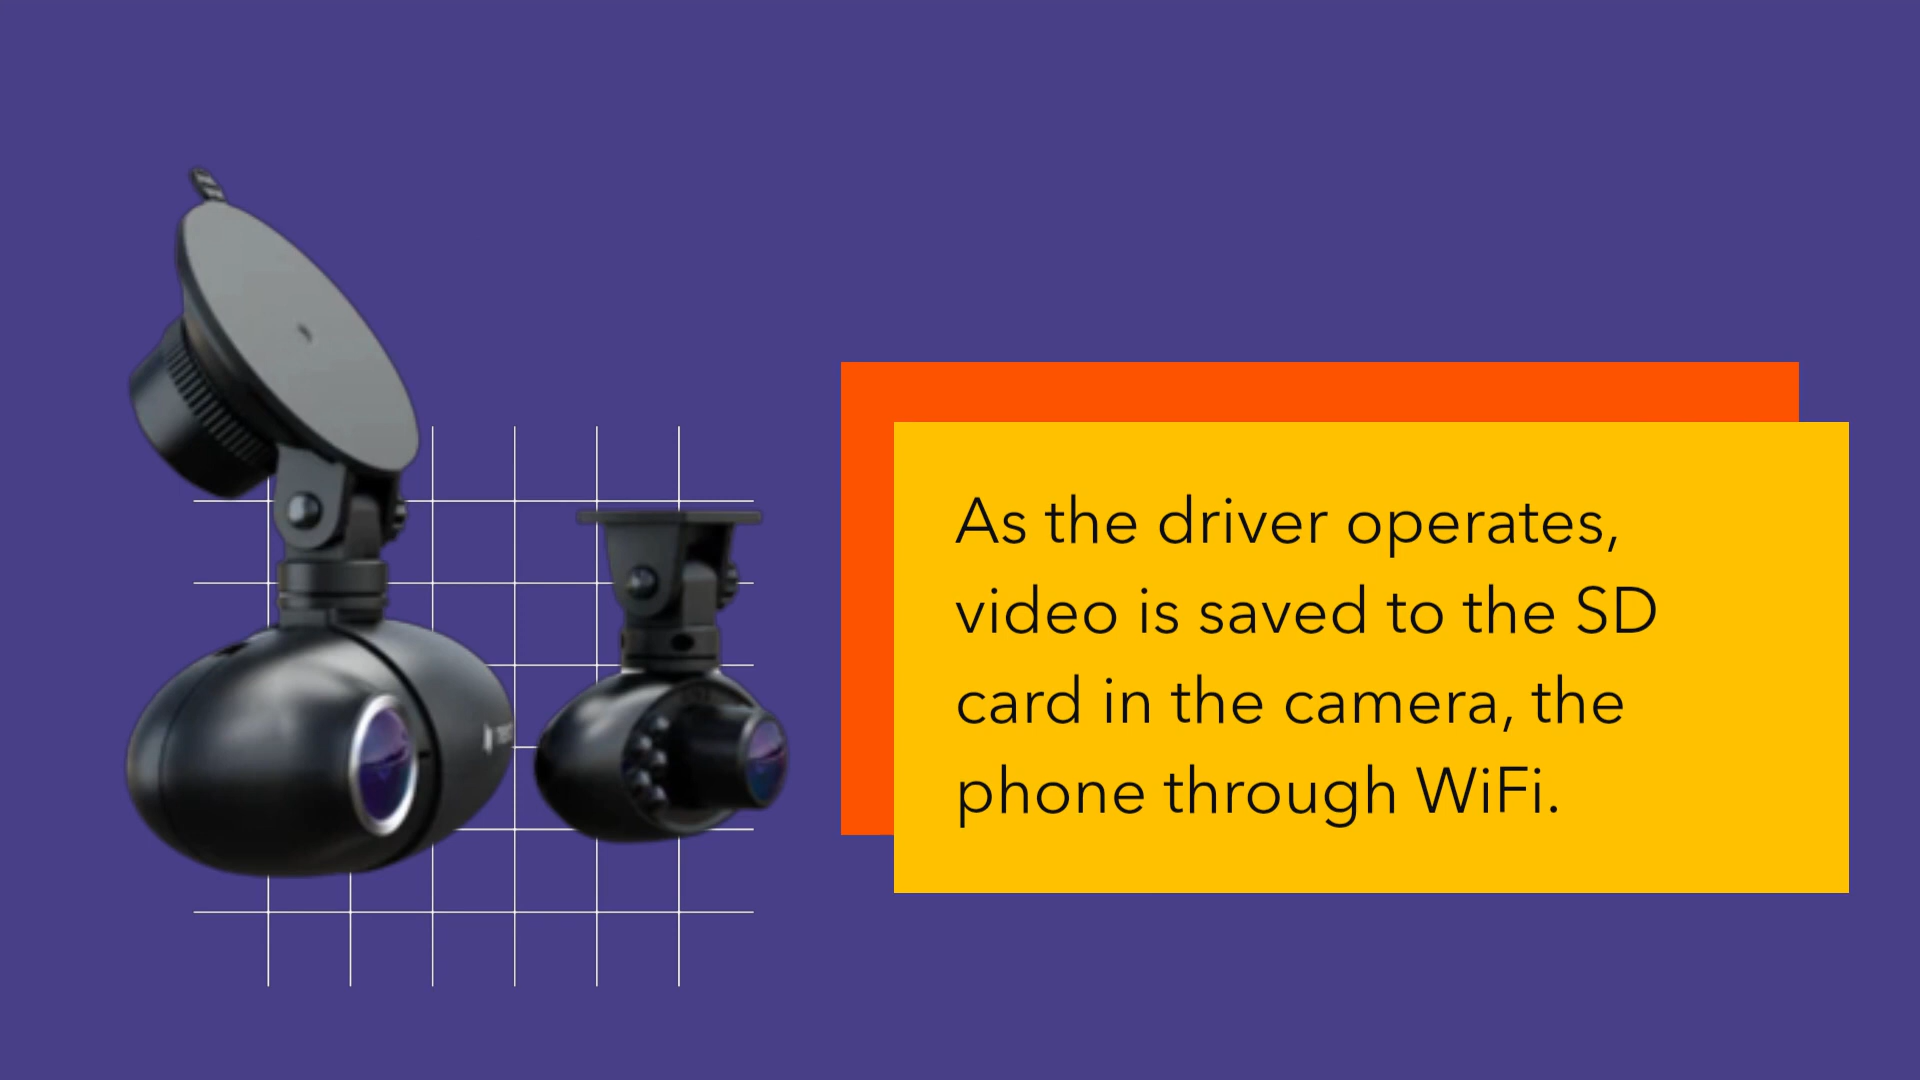 As the driver operates,
video is saved to the SD
card in the camera, the
phone through WiFi.